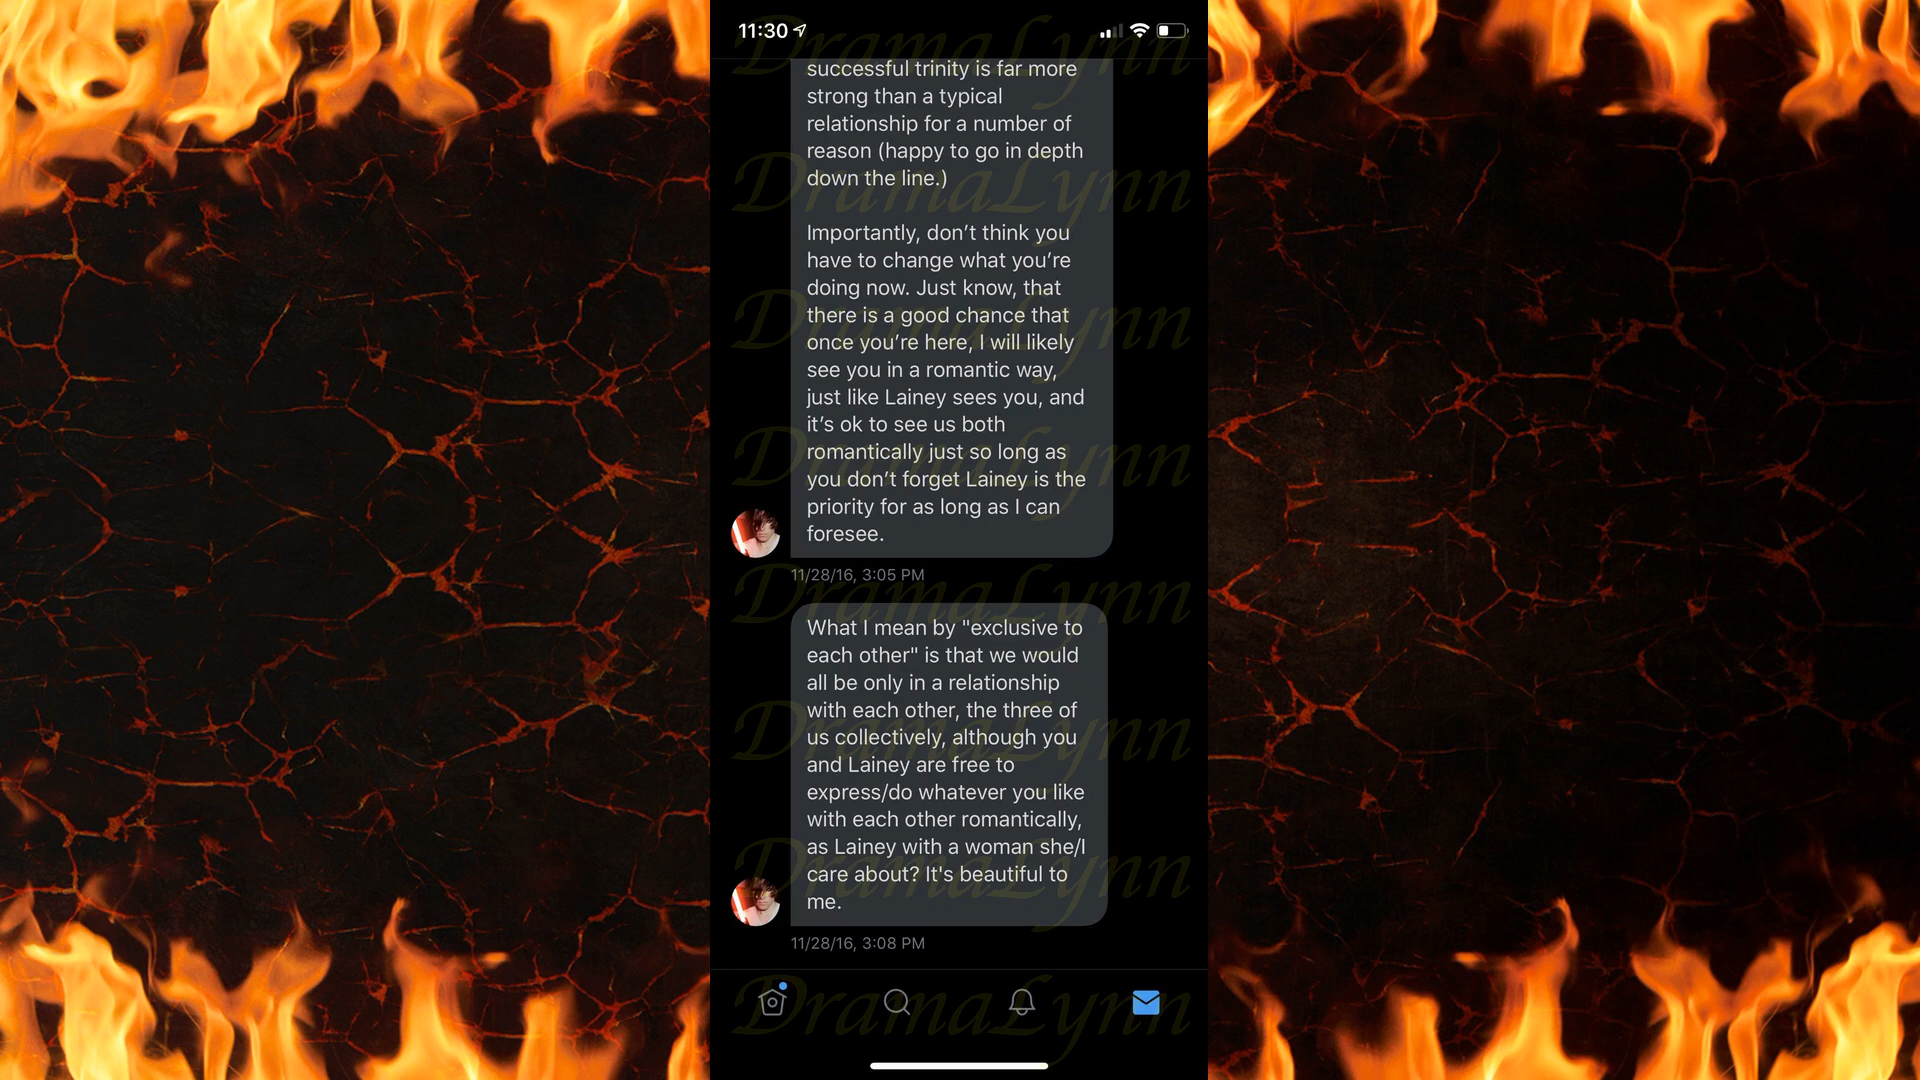 11:30
successful trinity is far more
strong than a typical
relationship for a number of
reason (happy to go in depth
down the line.)
Importantly, don’t think you
have to change what you’re
doing now. Just know, that
there is a good chance that
once you’re here, I will likely
see you in a romantic way,
just like Lainey sees you, and
it’s ok to see us both
romantically just so long as
you don’t forget Lainey is the
priority for as long as I can
foresee.
11/28/16, 3:05 PM
What I mean by "exclusive to
each other" is that we would
all be only in a relationship
with each other, the three of
us collectively, although you
and Lainey are free to
express/do whatever you like
with each other romantically,
as Lainey with a woman she/I
care about? It's beautiful to
me.
11/28/16, 3:08 PM
DramaLynn
DramaLynn
DramaLynn
DramaLynn
DramaLynn
DramaLynn
DramaLynn
DramaLynn